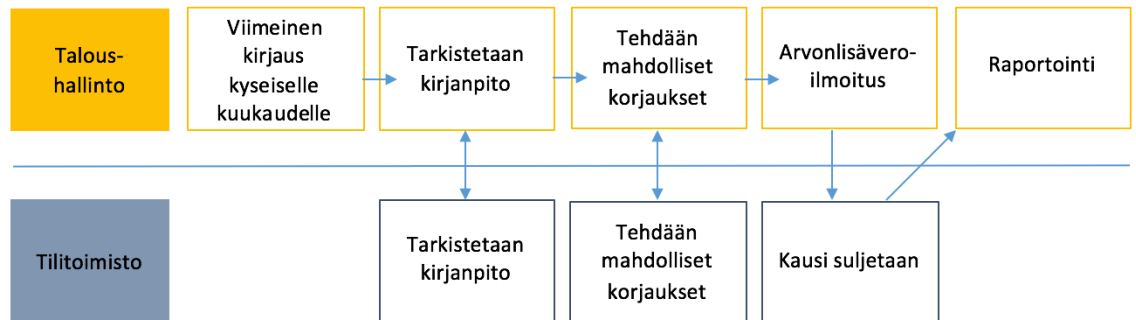 Talous-
hallinto
Viimeinen
kirjaus
kyseiselle
kuukaudelle
Tarkistetaan
kirjanpito
Tehdään
mahdolliset
korjaukset
Arvonlisävero-
ilmoitus
Raportointi
Tilitoimisto
Tarkistetaan
kirjanpito
Tehdään
mahdolliset
korjaukset
Kausi suljetaan